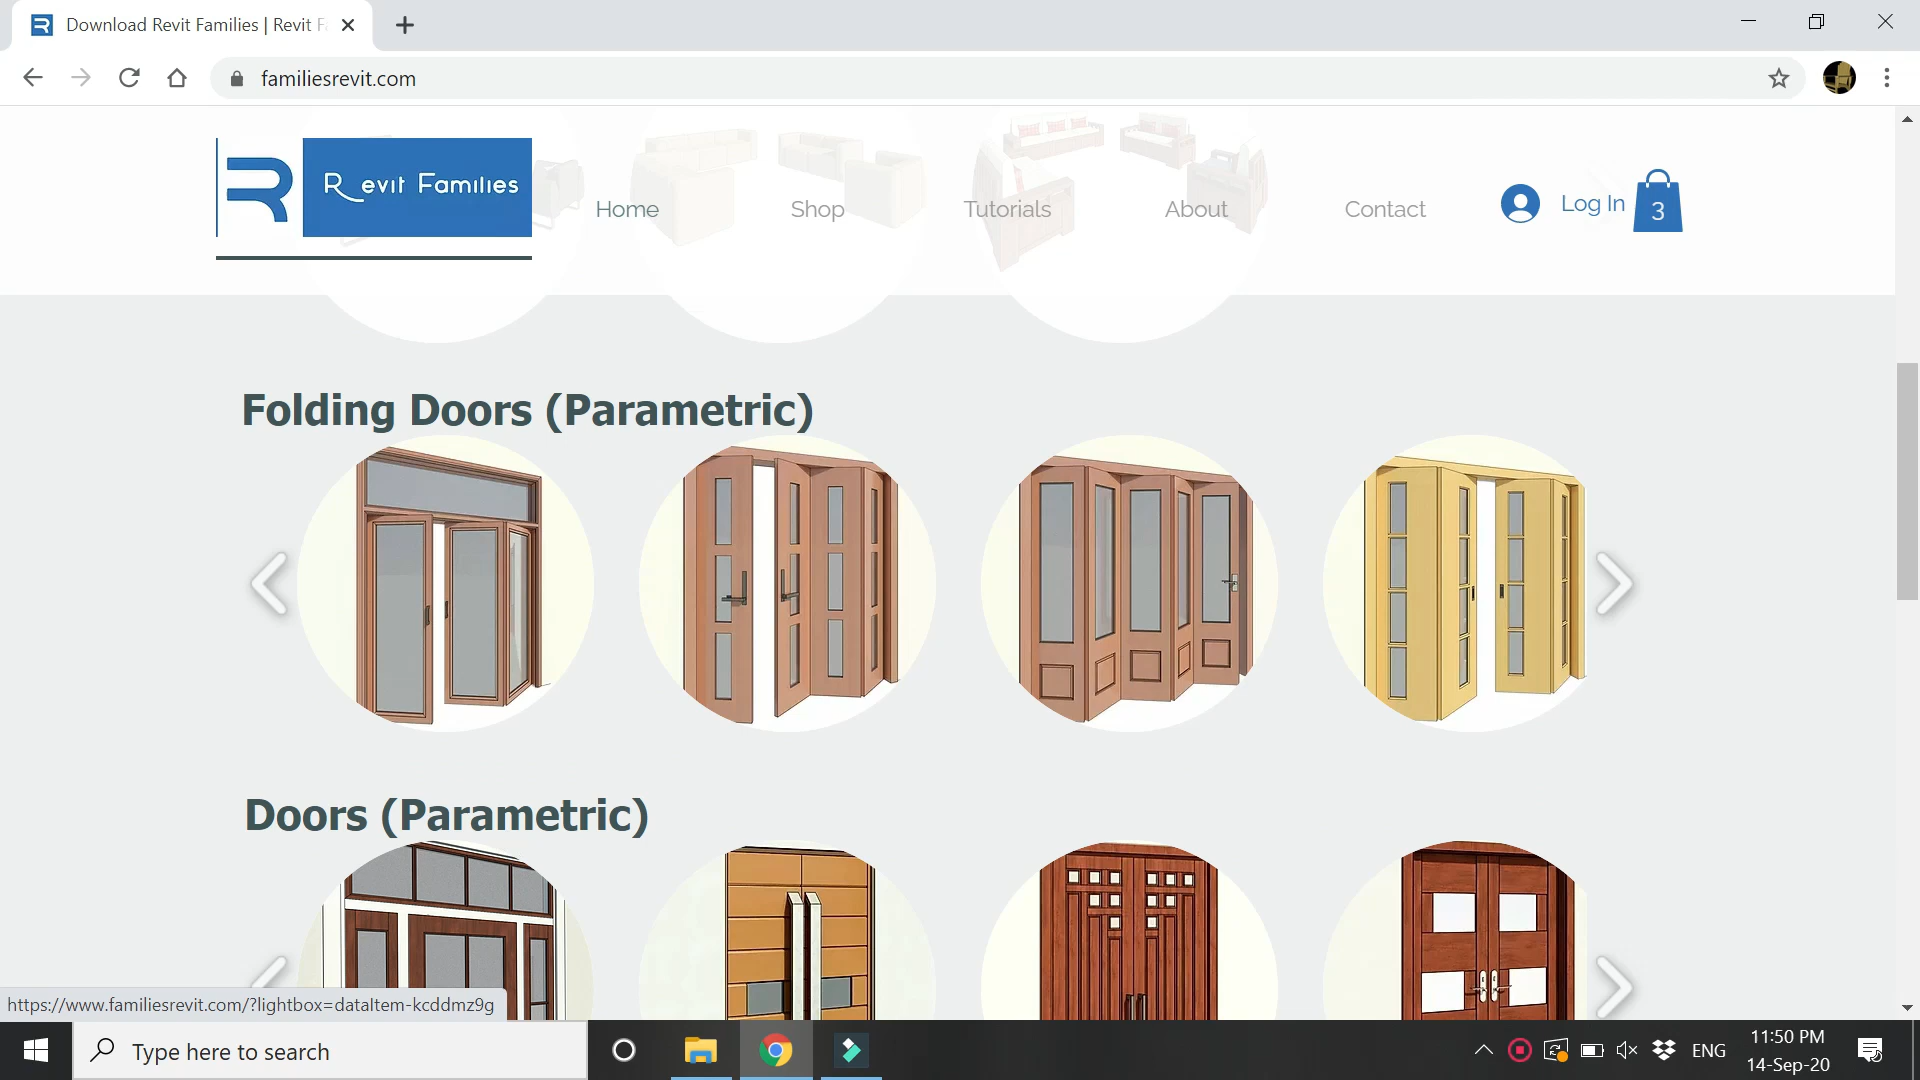 Download Revit Families | Revit F
familiesrevit.com
Revit Families
Home
Shop
Tutorials
About
Contact
Log In
3
Folding Doors (Parametric)
Doors (Parametric)
https://www.familiesrevit.com/?lightbox=dataItem-kcddmz9g
Type here to search
ENG
11:50 PM
14-Sep-20